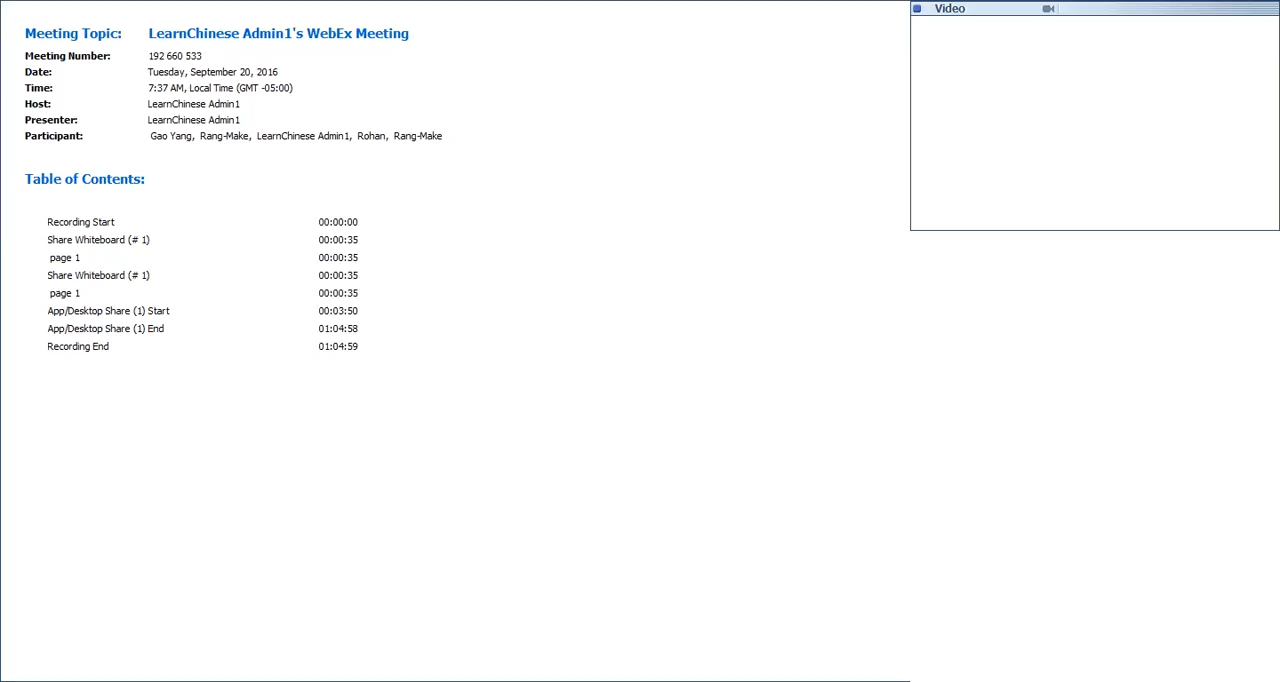 Meeting Topic: LearnChinese Admin1's WebEx Meeting
Meeting Number: 192 660 533
Date: Tuesday, September 20, 2016
Time: 7:37 AM, Local Time (GMT -05:00)
Host: LearnChinese Admin1
Presenter: LearnChinese Admin1
Participant: Gao Yang, Rang-Make, LearnChinese Admin1, Rohan, Rang-Make
Table of Contents:
Recording Start 00:00:00
Share Whiteboard (# 1) 00:00:35
page 1 00:00:35
Share Whiteboard (# 1) 00:00:35
page 1 00:00:35
App/Desktop Share (1) Start 00:03:50
App/Desktop Share (1) End 01:04:58
Recording End 01:04:59
Video